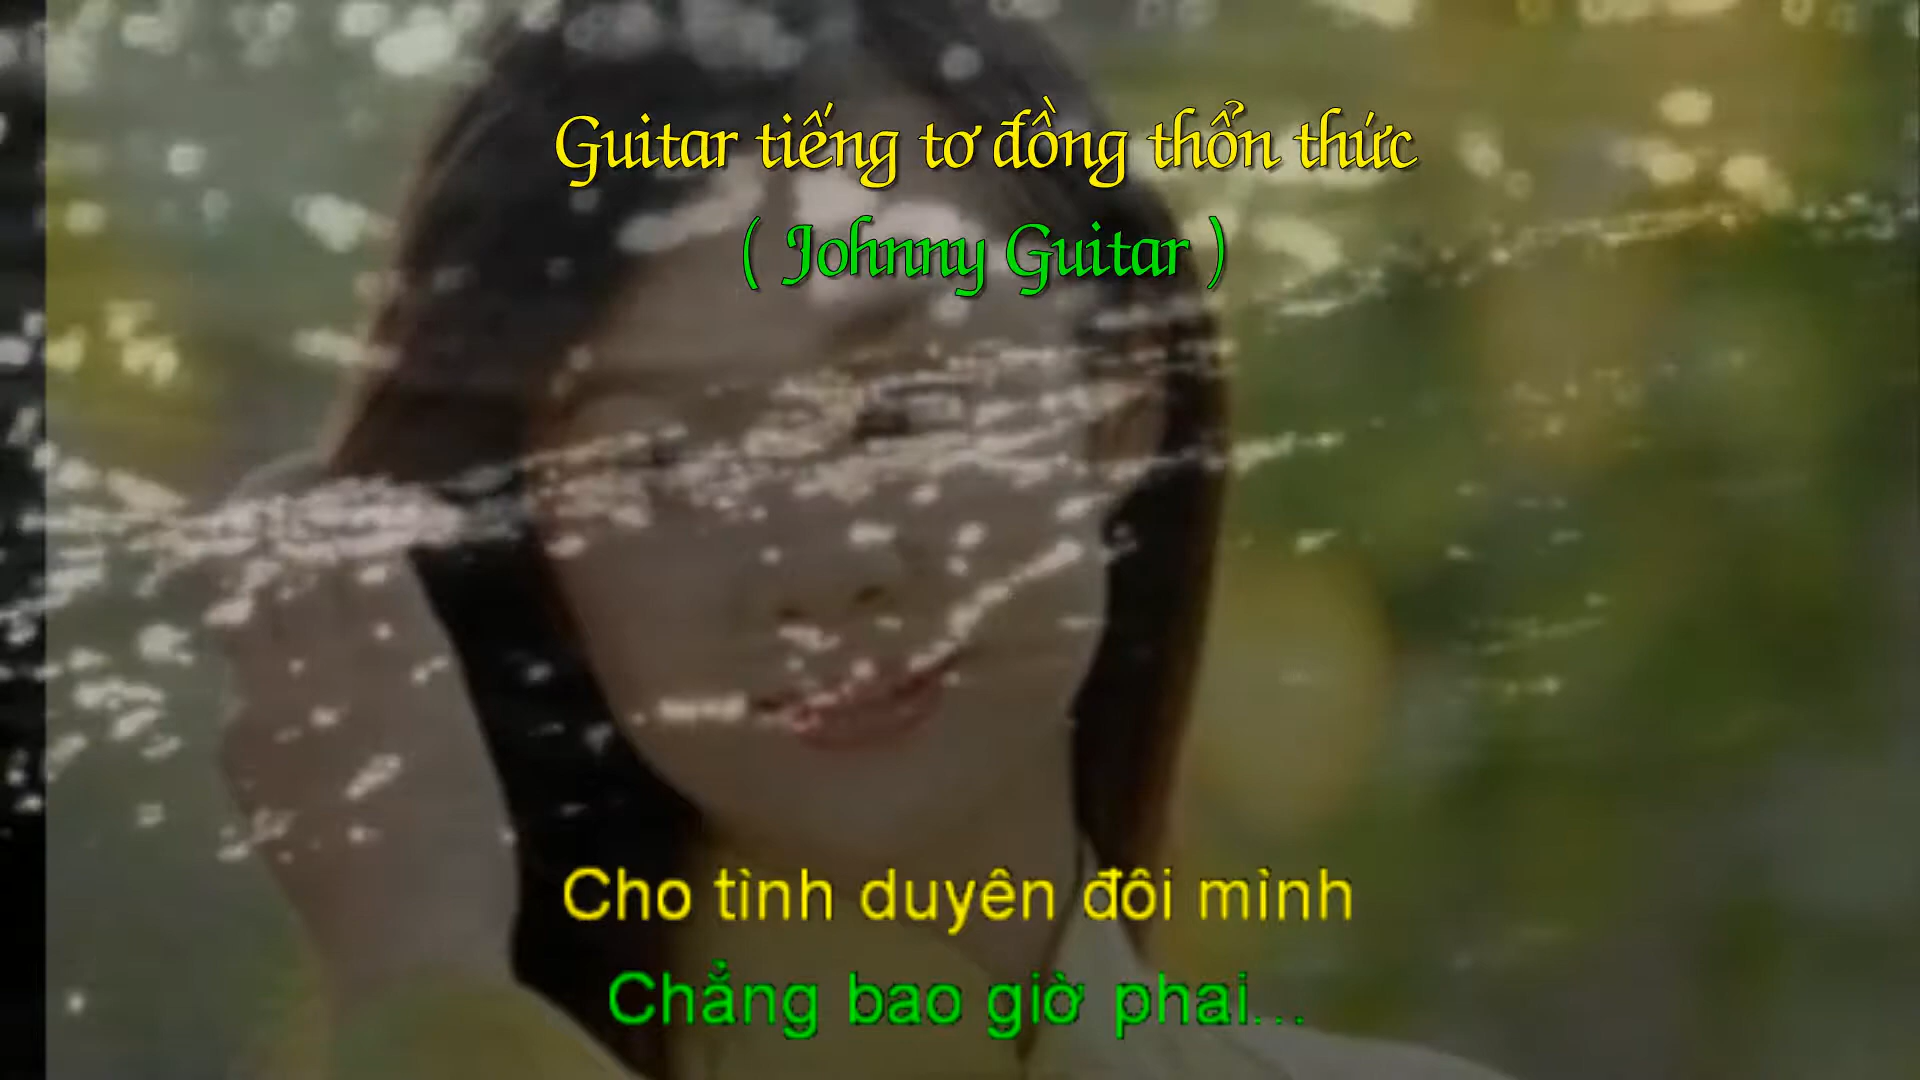 Guitar tiếng tơ đồng thổn thức
( Johnny Guitar )
Cho tình duyên đôi mình
Chẳng bao giờ phai...